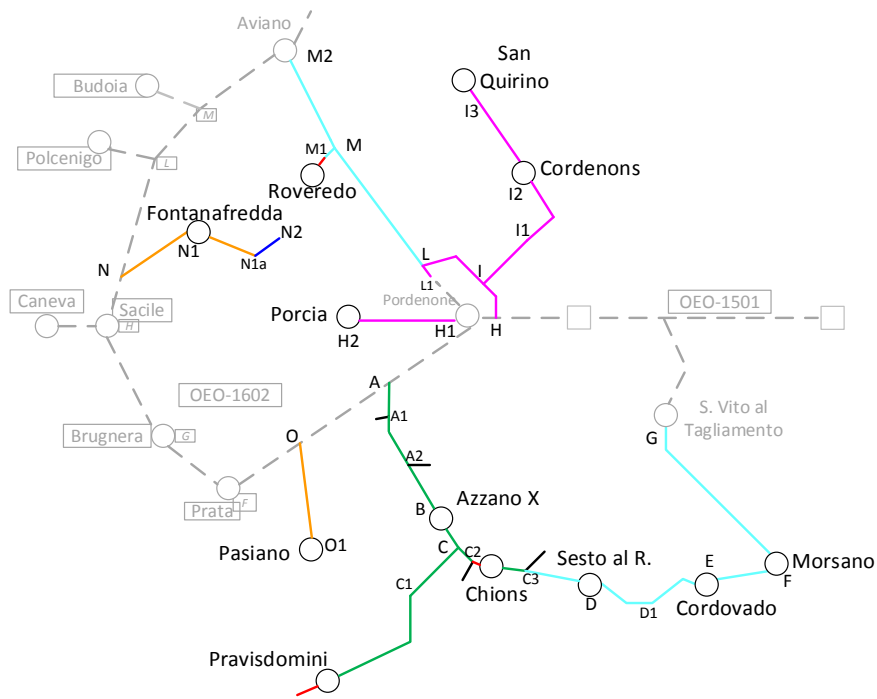 Aviano
M2
San
Quirino
Budoia
I3
M
M1
M
Polcenigo
L
Roveredo
Cordenons
I2
Fontanafredda
N2
N1
I1
N
N1a
L
I
L1
Caneva
Sacile
H
Pordenone
Porcia
H2
H1
H
OEO-1501
A
OEO-1602
A1
S. Vito al
Tagliamento
Brugnera
G
O
G
A2
Prata
F
B
Azzano X
Pasiano
O1
C
C2
C3
Chions
Sesto al R.
D
D1
E
Cordovado
Morsano
F
C1
Pravisdomini